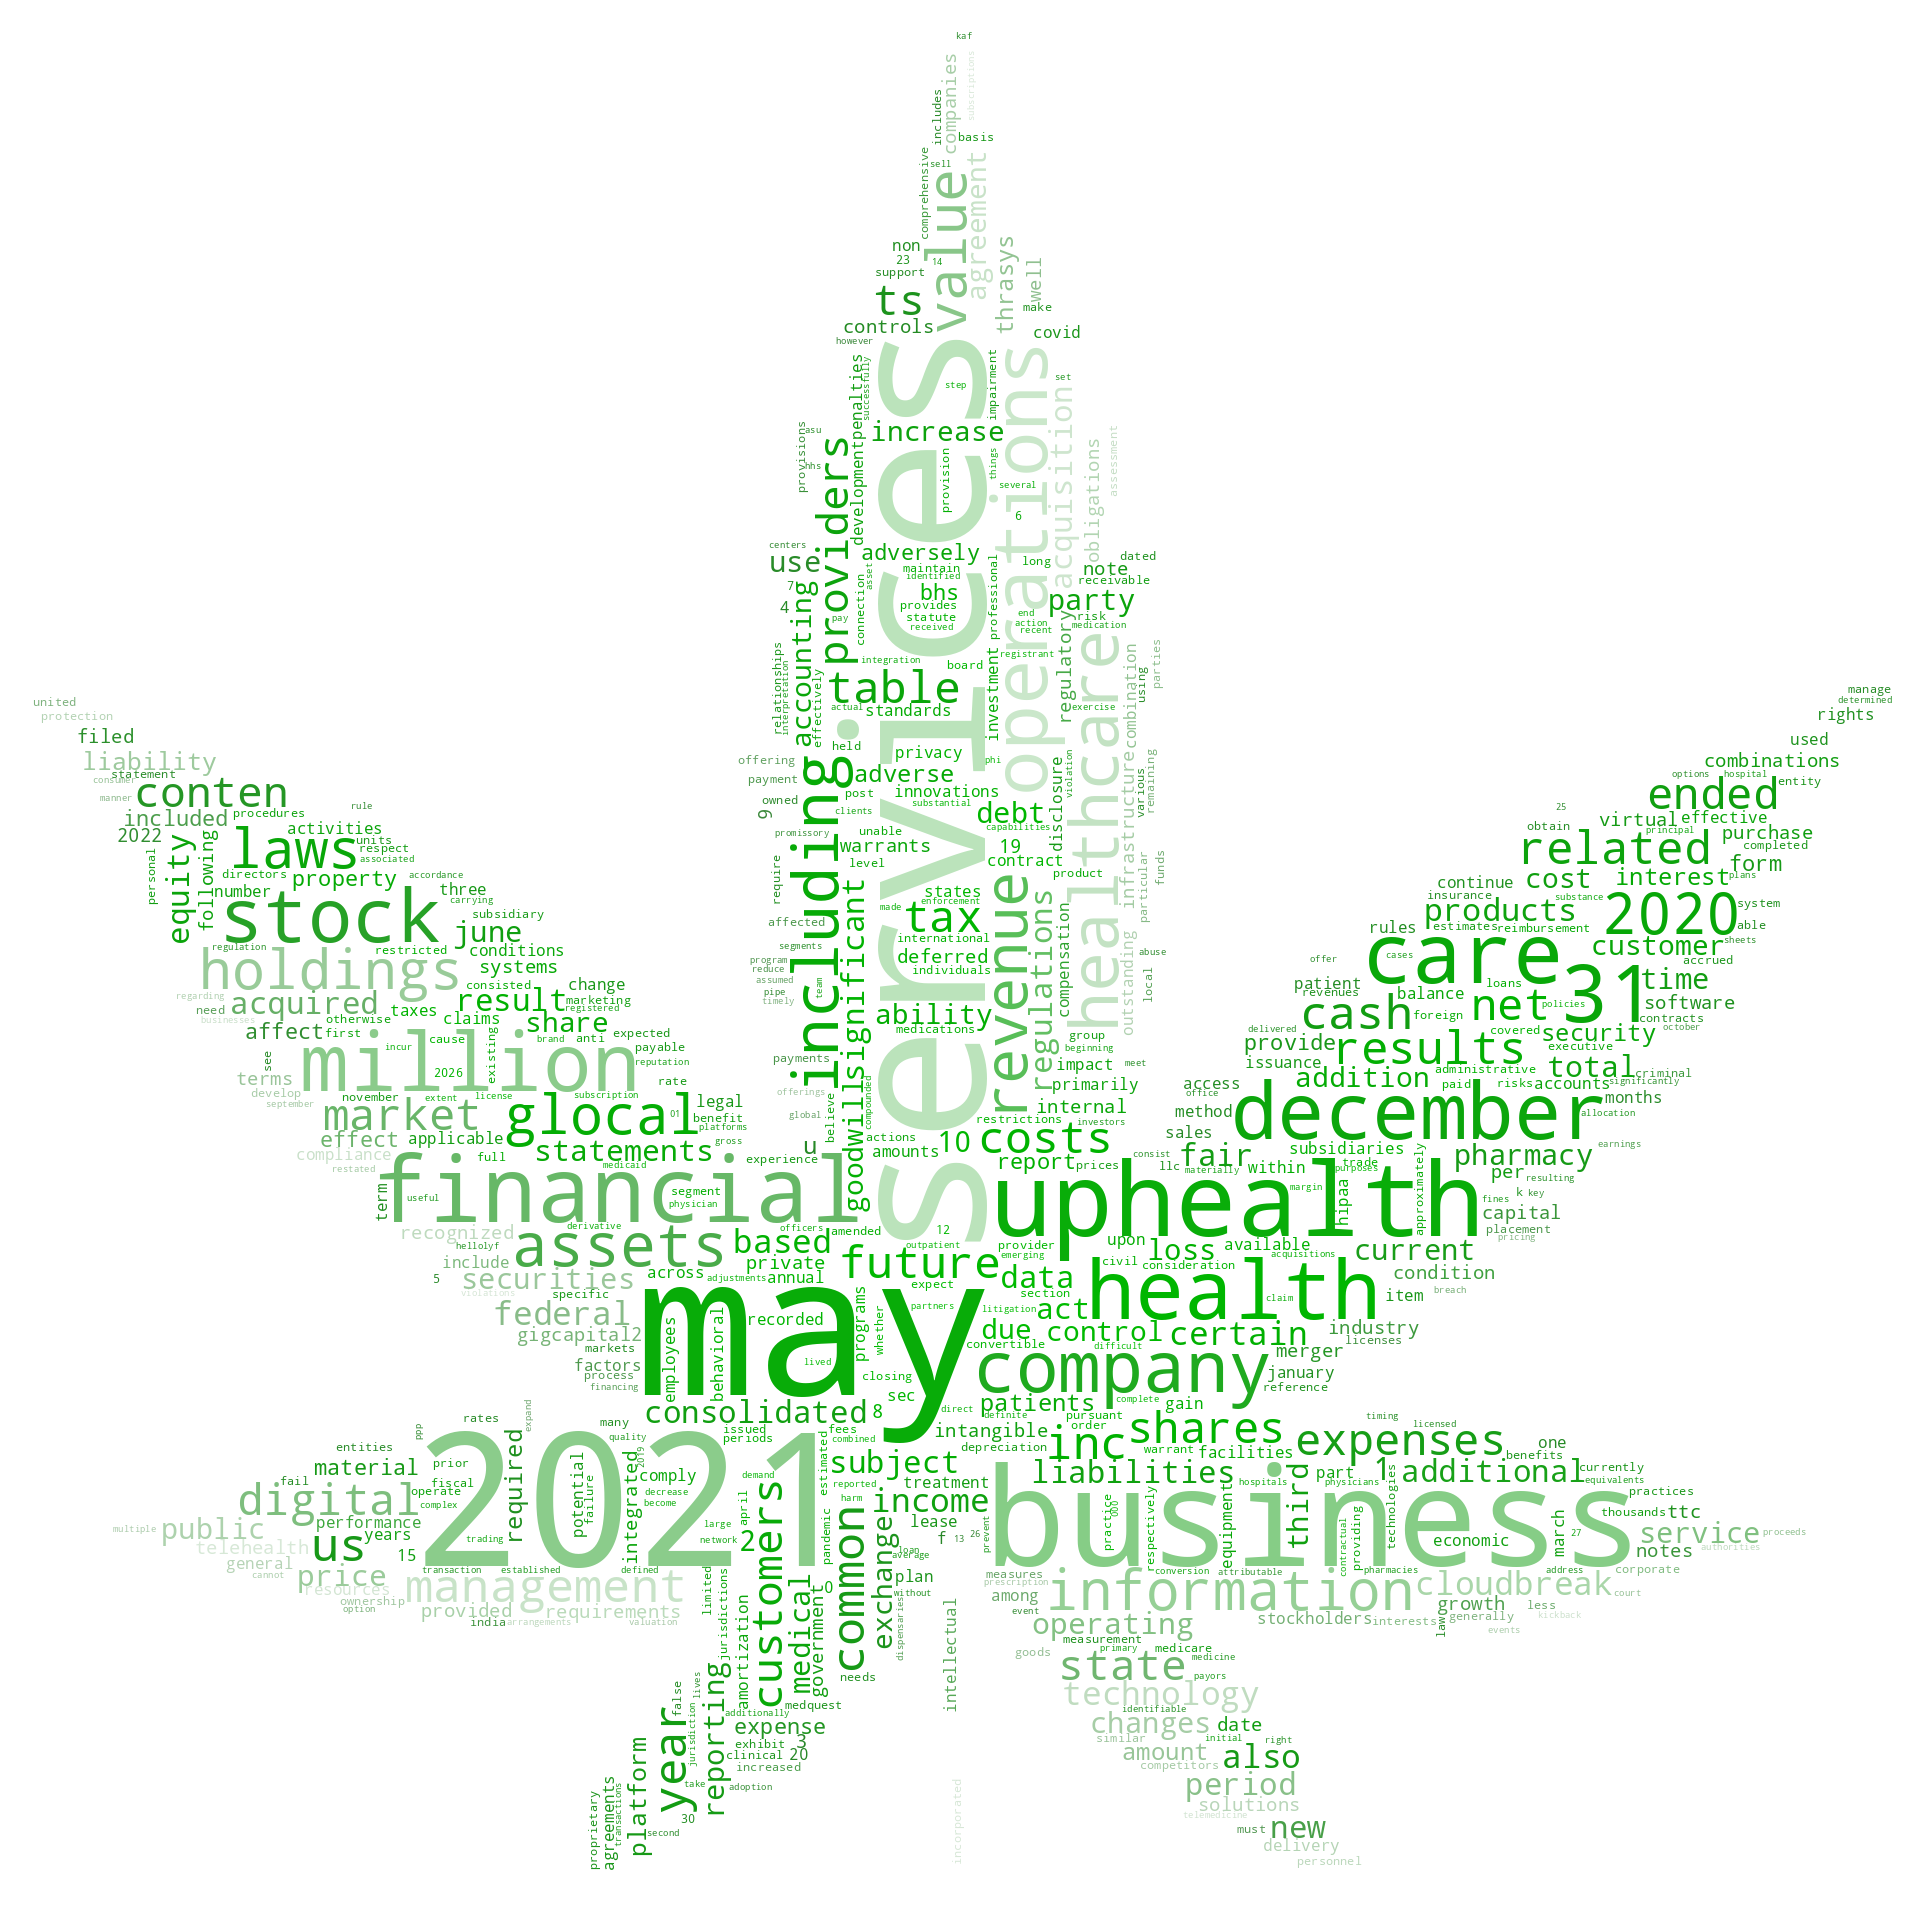 kaf
subscriptions
companies
includes
basis
sell
comprehensive
agreement
value
non
23
14
support
ts
thrasys
well
make
controls
covid
however
services
operations
acquisition
step
impairment
set
successfully
developmentpenalties
increase
asu
provisions
hhs
providers
provision
things
several
obligations
assessment
6
centers
use
adversely
long
dated
note
receivable
maintain
identified
asset
7
bhs
4
provides
party
statute
received
end
action
recent
risk
medication
pay
connection
accounting
professional
regulatory
healthcare
integration
board
registrant
parties
relationships
interpretation
effectively
table
investment
combination
using
actual
standards
exercise
held
privacy
offering
phi
payment
adverse
post
innovations
owned
substantial
debt
disclosure
violation
various
remaining
9
clients
promissory
capabilities
including
unable
warrants
19
level
contract
product
infrastructure
particular
funds
require
significant
states
made
enforcement
tax
revenue
regulations
affected
international
segments
deferred
compensation
outstanding
abuse
program
reduce
assumed
individuals
local
pipe
timely
team
ability
medications
group
beginning
payments
impact
meet
primarily
offerings
compounded
global
believe
goodwill
internal
restrictions
investors
united
protection
filed
liability
statement
consumer
manner
conten
rule
included
procedures
2022
activities
units
respect
associated
laws
equity
following
personal
directors
property
accordance
number
three
carrying
stock
subsidiary
june
regulation
restricted
conditions
holdings
systems
regarding
consisted
change
need
acquired
result
marketing
registered
businesses
otherwise
taxes
claims
share
affect
first
cause
brand
anti
expected
incur
payable
reputation
see
million
2026
existing
rate
terms
develop
september
november
extent
license
subscription
01
legal
benefit
platforms
market
glocal
effect
applicable
gross
compliance
restated
full
statements
medicaid
experience
u
actions
amounts
10
costs
manage
determined
rights
used
combinations
options
hospital
entity
ended
25
obtain
virtual
effective
principal
purchase
completed
related
form
continue
cost
interest
plans
insurance
substance
products
2020
system
rules
estimates
reimbursement
able
customer
sheets
offer
cases
care
accrued
patient
loans
31
time
revenues
balance
net
policies
software
cash
foreign
contracts
delivered
covered
security
october
provide
results
executive
issuance
administrative
total
criminal
access
addition
paid
risks
accounts
significantly
office
months
method
december
allocation
sales
subsidiaries
earnings
report
prices
consist
llc
fair
materially
within
trade
purposes
pharmacy
per
resulting
financial
term
useful
segment
physician
uphealth
margin
hipaa
approximately
fines
k
key
capital
placement
pricing
recognized
derivative
officers
amended
12
hellolyf
assets
based
outpatient
provider
emerging
upon
loss
available
acquisitions
current
include
private
future
civil
consideration
5
securities
across
adjustments
annual
expect
data
condition
violations
specific
section
health
claim
item
breach
federal
may
recorded
partners
litigation
act
gigcapital2
employees
behavioral
programs
whether
due
control
certain
industry
markets
convertible
difficult
licenses
factors
lived
merger
process
closing
company
january
financing
sec
complete
reference
consolidated
8
direct
patients
definite
pursuant
gain
timing
licensed
rates
many
issued
fees
order
shares
ppp
expand
quality
periods
combined
intangible
entities
depreciation
inc
warrant
facilities
expenses
one
benefits
material
prior
required
2021
2019
integrated
comply
demand
estimated
subject
fail
fiscal
potential
failure
reported
treatment
liabilities
hospitals
third
part
1
physicians
additional
currently
equivalents
operate
complex
decrease
become
harm
digital
april
customers
income
practices
performance
large
lease
000
practice
respectively
equipment
business
providing
contractual
technologies
thousands
ttc
multiple
public
years
trading
network
2
pandemic
f
13
26
prevent
economic
march
27
service
proceeds
telehealth
us
15
loan
average
notes
authorities
general
transaction
established
defined
exchange
conversion
pharmacies
address
cannot
price
0
plan
measures
attributable
corporate
resources
management
limited
medical
common
without
prescription
information
cloudbreak
court
ownership
among
growth
less
option
provided
requirements
event
stockholders
interests
law
generally
kickback
india
arrangements
valuation
jurisdictions
government
dispensaries
operating
events
measurement
goods
primary
medicare
intellectual
medicine
needs
state
payors
reporting
amortization
false
lives
technology
medquest
identifiable
year
jurisdiction
additionally
expense
changes
date
exhibit
3
similar
initial
right
clinical
20
amount
also
platform
increased
competitors
incorporated
take
adoption
period
proprietary
agreements
transactions
30
solutions
telemedicine
second
must
new
delivery
personnel